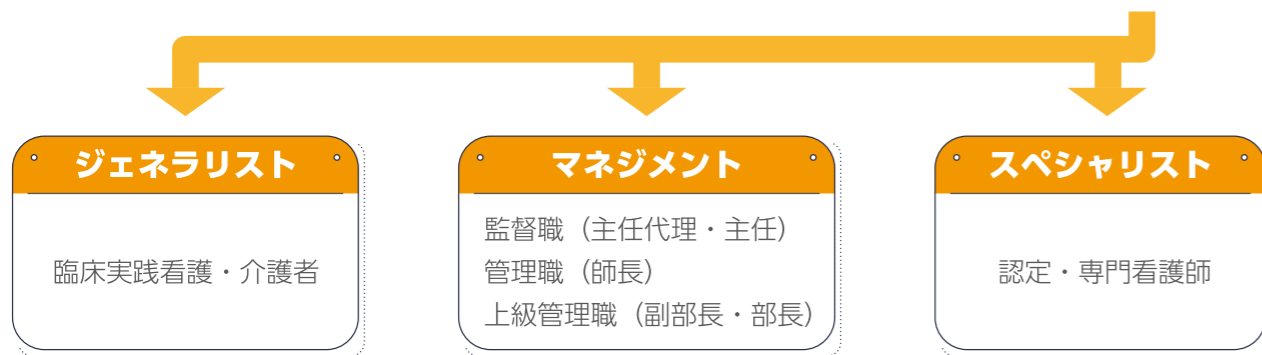 ジェネラリスト
臨床実践看護・介護者
マネジメント
監督職（主任代理・主任）
管理職（師長）
上級管理職（副部長・部長）
スペシャリスト
認定・専門看護師